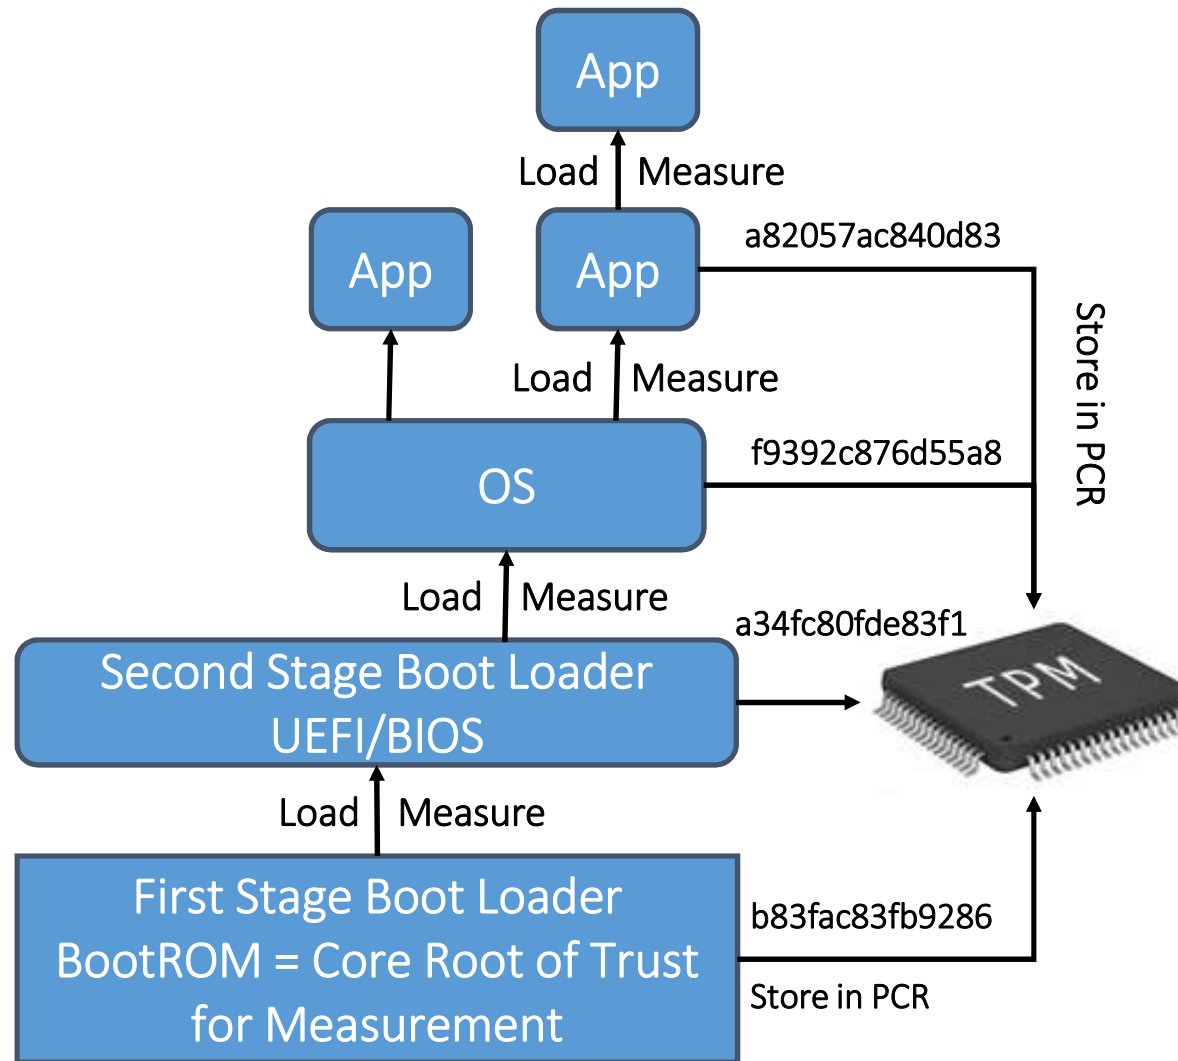 App
Load Measure
App
App
a82057ac840d83
Store in PCR
Load Measure
OS
f9392c876d55a8
Load Measure
a34fc80fde83f1
Second Stage Boot Loader
UEFI/BIOS
TPM
Load Measure
First Stage Boot Loader
BootROM = Core Root of Trust
for Measurement
b83fac83fb9286
Store in PCR